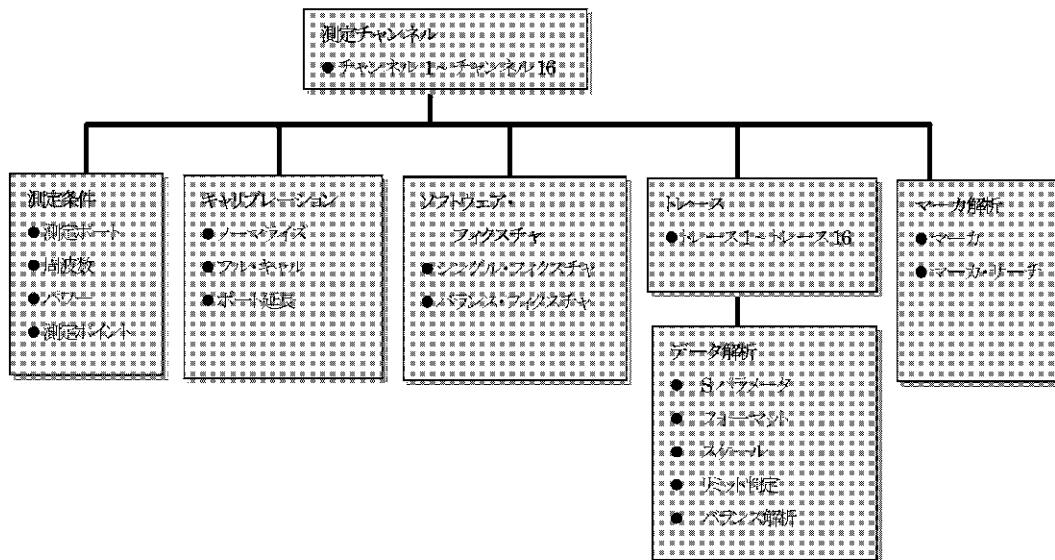 測定チャンネル
● チャンネル 1～チャンネル 16
測定条件
●測定ポート
●周波数
●パワー
●測定ポイント
キャリブレーション
●ノーマライズ
●フル・キャル
●ポート延長
ソフトウェア・
フィクスチャ
●シングル・フィクスチャ
●バランス・フィクスチャ
トレース
●トレース 1～トレース 16
データ解析
● Sパラメータ
● フォーマット
● スケール
● リミット判定
● バランス解析
マーカ解析
● マーカ
● マーカ・サーチ